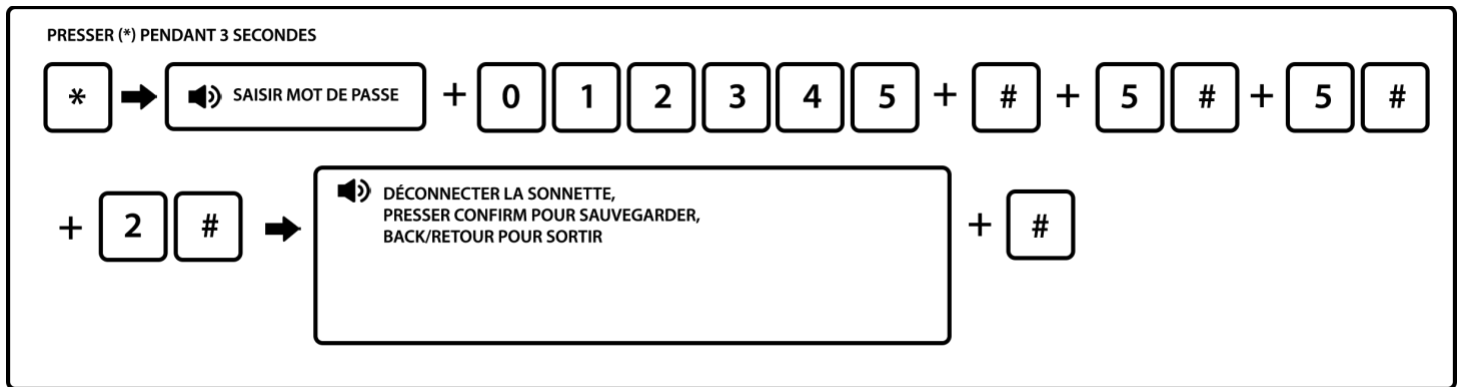 PRESSER (*) PENDANT 3 SECONDES
* SAISIR MOT DE PASSE + 0 1 2 3 4 5 + # + 5 # + 5 #
+ 2 # DÉCONNECTER LA SONNETTE,
PRESSER CONFIRM POUR SAUVEGARDER,
BACK/RETOUR POUR SORTIR
+ #